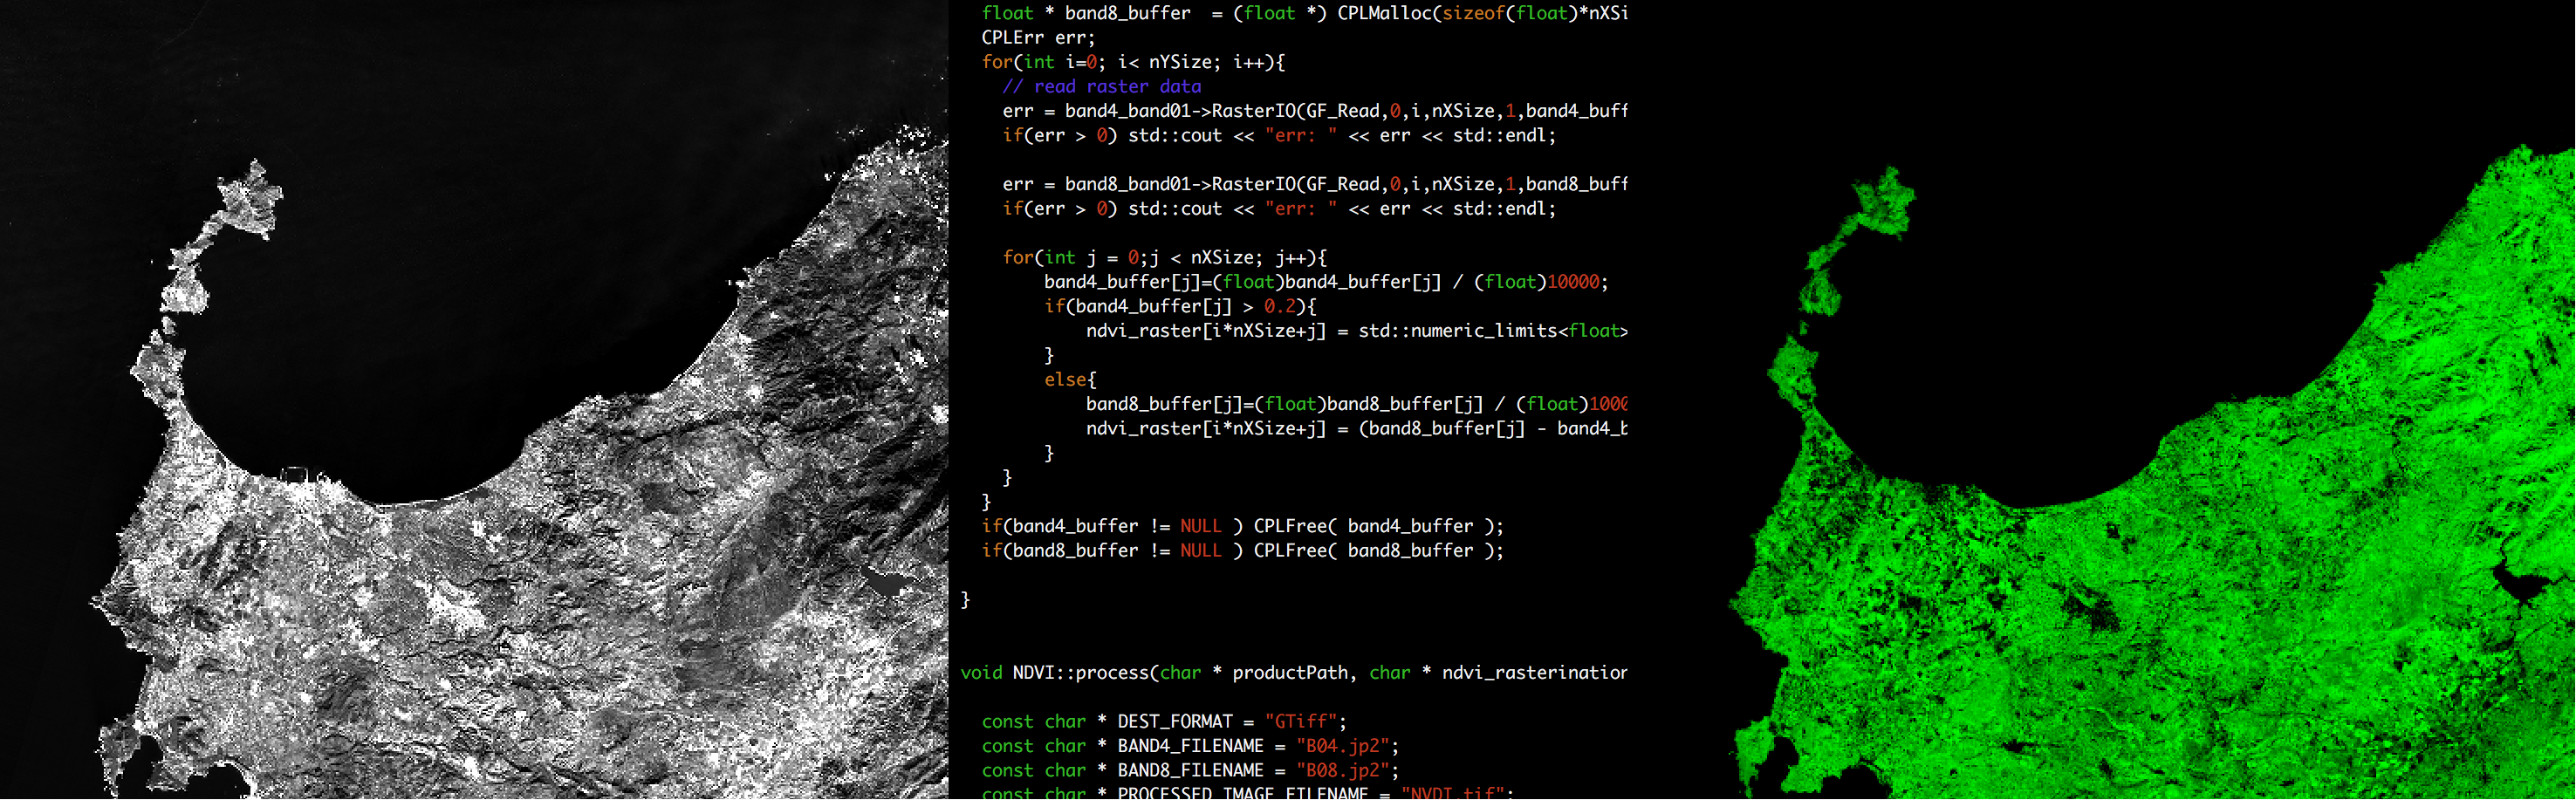 float * band8_buffer = (float *) CPLMalloc(sizeof(float)*nXSi
CPLErr err;
for(int i=0; i< nYSize; i++){
// read raster data
err = band4_band01->RasterIO(GF_Read,0,i,nXSize,1,band4_buff
if(err > 0) std::cout << "err: " << err << std::endl;
err = band8_band01->RasterIO(GF_Read,0,i,nXSize,1,band8_buff
if(err > 0) std::cout << "err: " << err << std::endl;
for(int j = 0;j < nXSize; j++){
band4_buffer[j]=(float)band4_buffer[j] / (float)10000;
if(band4_buffer[j] > 0.2){
ndvi_raster[i*nXSize+j] = std::numeric_limits<float>
}
else{
band8_buffer[j]=(float)band8_buffer[j] / (float)1000
ndvi_raster[i*nXSize+j] = (band8_buffer[j] - band4_b
}
}
}
if(band4_buffer != NULL ) CPLFree( band4_buffer );
if(band8_buffer != NULL ) CPLFree( band8_buffer );
}
void NDVI::process(char * productPath, char * ndvi_rasterination
const char * DEST_FORMAT = "GTiff";
const char * BAND4_FILENAME = "B04.jp2";
const char * BAND8_FILENAME = "B08.jp2";
const char * PROCESSED_IMAGE_FILENAME = "NVDI.tif";